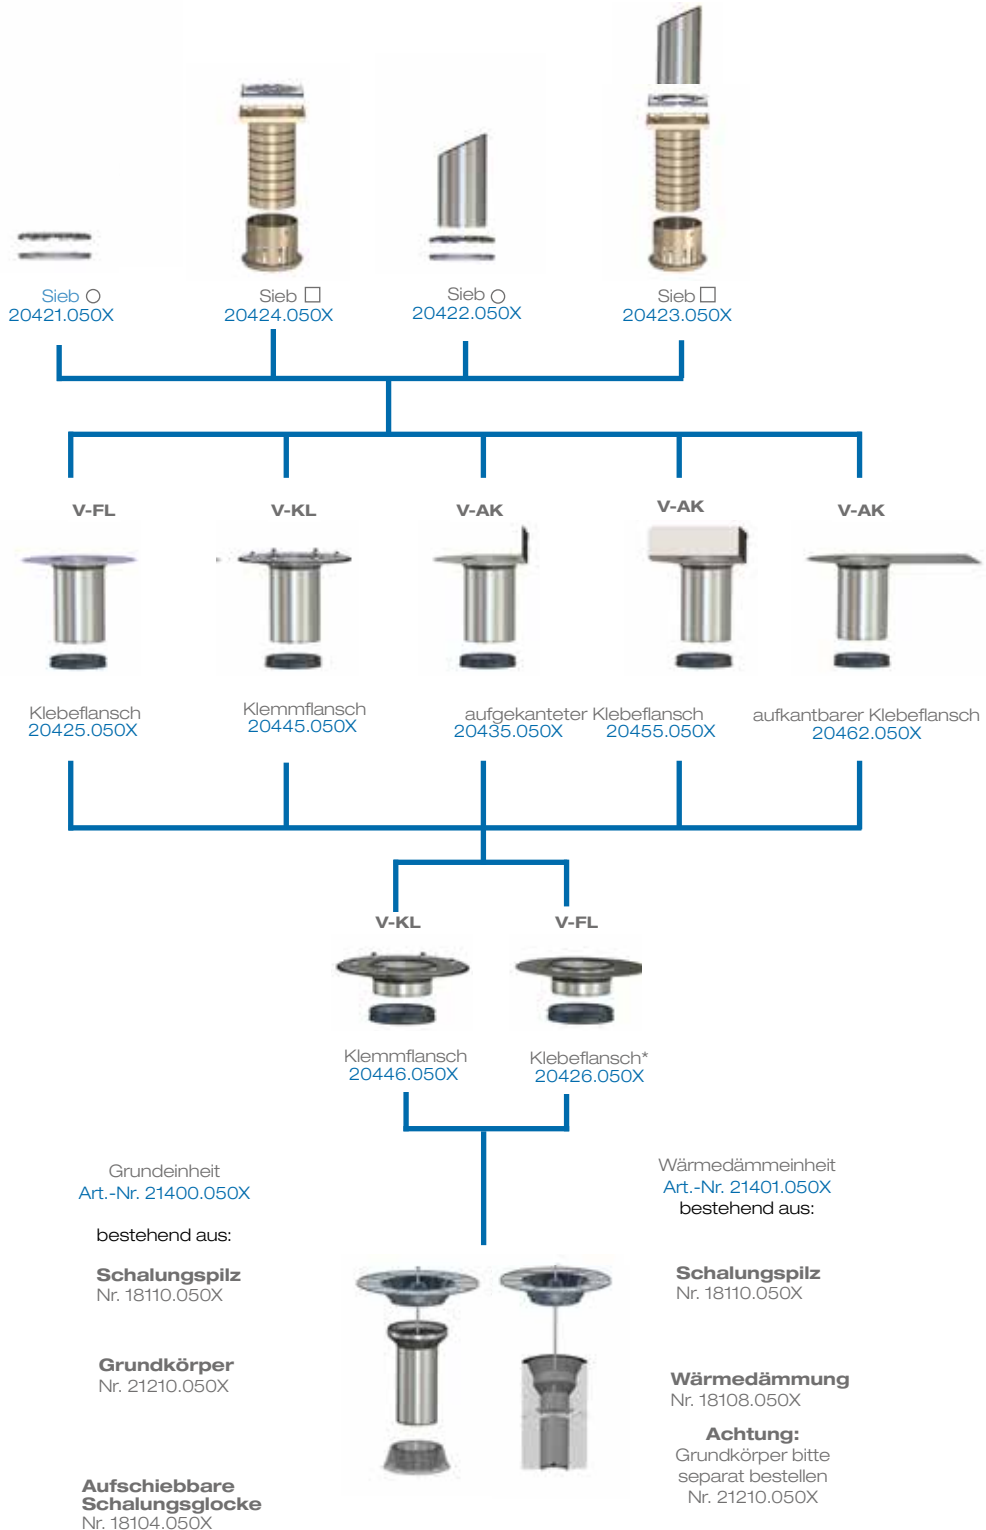 Sieb ○
20421.050X
Sieb □
20424.050X
Sieb ○
20422.050X
Sieb □
20423.050X
V-FL
V-KL
V-AK
V-AK
V-AK
Klebeflansch
20425.050X
Klemmflansch
20445.050X
aufgekanteter Klebeflansch
20435.050X 20455.050X
aufkantbarer Klebeflansch
20462.050X
V-KL
V-FL
Klemmflansch
20446.050X
Klebeflansch*
20426.050X
Grundeinheit
Art.-Nr. 21400.050X
bestehend aus:
Schalungspilz
Nr. 18110.050X
Grundkörper
Nr. 21210.050X
Aufschiebbare
Schalungsglocke
Nr. 18104.050X
Wärmedämmeinheit
Art.-Nr. 21401.050X
bestehend aus:
Schalungspilz
Nr. 18110.050X
Wärmedämmung
Nr. 18108.050X
Achtung:
Grundkörper bitte
separat bestellen
Nr. 21210.050X